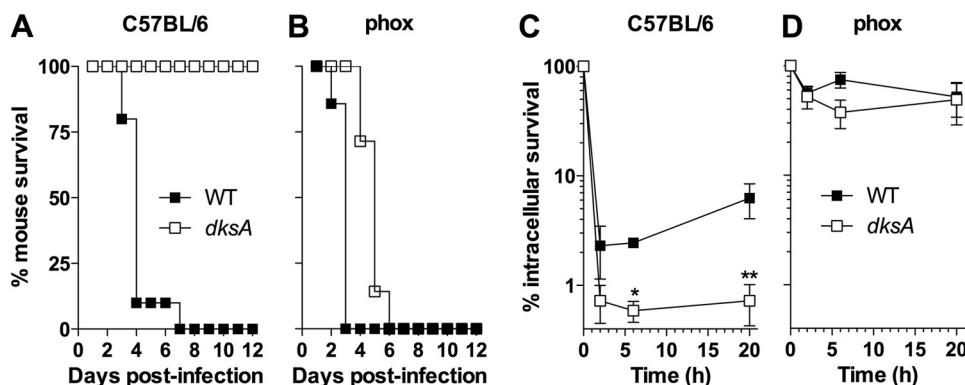 A C57BL/6
B phox
% mouse survival
100
75
50
25
0
WT
dksA
0 2 4 6 8 10 12
Days post-infection
0 2 4 6 8 10 12
Days post-infection
C C57BL/6
D phox
% intracellular survival
100
10
1
* **
0 5 10 15 20
Time (h)
WT
dksA
0 5 10 15 20
Time (h)